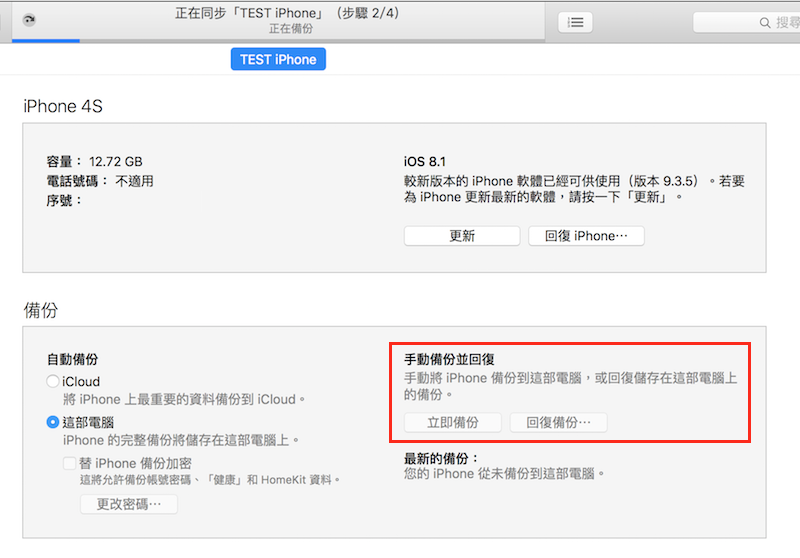 正在同步「TEST iPhone」（步驟 2/4）
正在備份
搜尋
TEST iPhone
iPhone 4S
容量： 12.72 GB
電話號碼： 不適用
序號：
iOS 8.1
較新版本的 iPhone 軟體已經可供使用（版本 9.3.5）。若要
為 iPhone 更新最新的軟體，請按一下「更新」。
更新
回復 iPhone⋯
備份
自動備份
iCloud
將 iPhone 上最重要的資料備份到 iCloud。
這部電腦
iPhone 的完整備份將儲存在這部電腦上。
替 iPhone 備份加密
這將允許備份帳號密碼、「健康」和 HomeKit 資料。
更改密碼⋯
手動備份並回復
手動將 iPhone 備份到這部電腦，或回復儲存在這部電腦上
的備份。
立即備份
回復備份⋯
最新的備份：
您的 iPhone 從未備份到這部電腦。